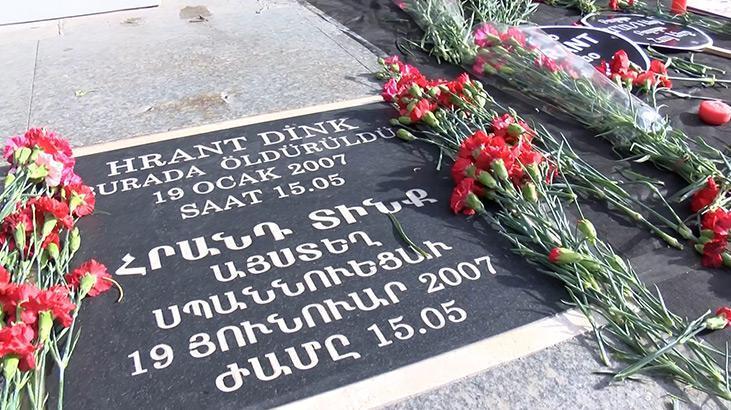 HRANT DİNK
BURADA ÖLDÜRÜLDÜ
19 OCAK 2007
SAAT 15.05
ՀՐԱՆԴ ՏԻՆՔ
ԱՅՍՏԵՂ
ՍՊԱՆՆՈՒԵՑԱՒ
19 ՅՈՒՆՈՒԱՐ 2007
ԺԱՄԸ 15.05
HRANT